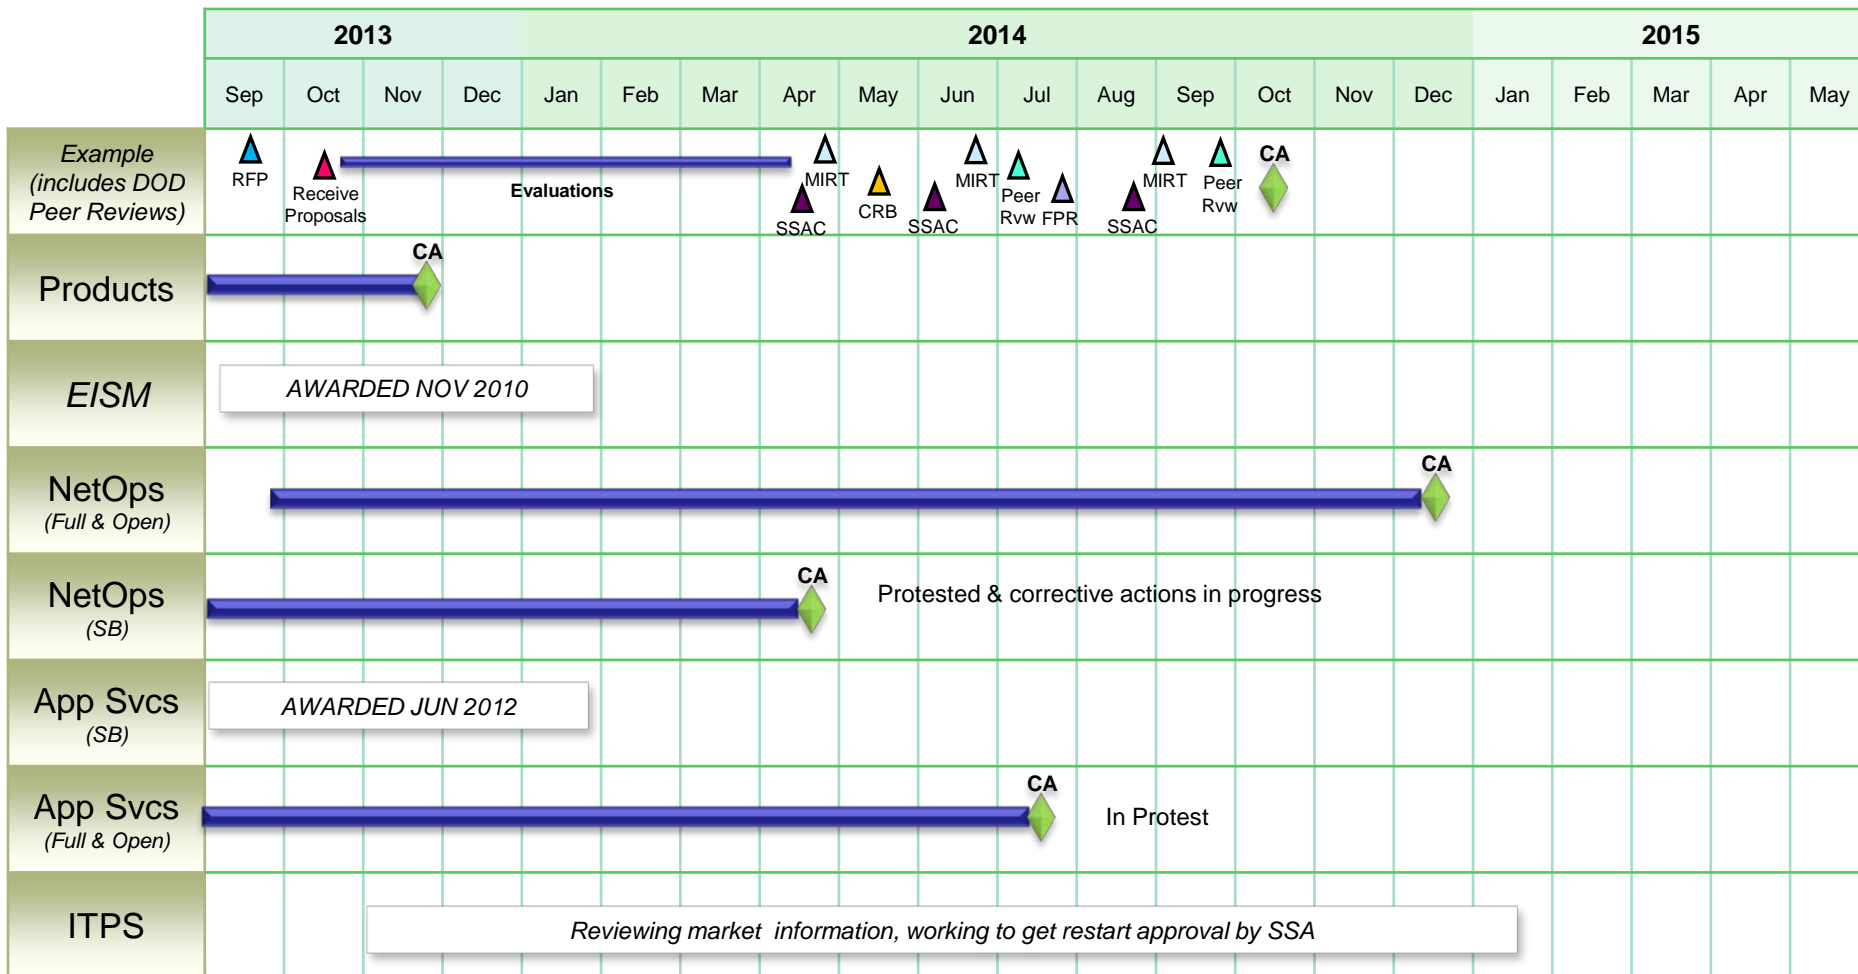 2013
2014
2015
Sep Oct Nov Dec Jan Feb Mar Apr May Jun Jul Aug Sep Oct Nov Dec Jan Feb Mar Apr May
Example
(includes DOD
Peer Reviews)
RFP
Receive
Proposals
Evaluations
SSAC
MIRT
CRB
SSAC
MIRT
Peer
Rvw
FPR
SSAC
MIRT
Peer
Rvw
CA
Products
CA
EISM
AWARDED NOV 2010
NetOps
(Full & Open)
CA
NetOps
(SB)
CA
Protested & corrective actions in progress
App Svcs
(SB)
AWARDED JUN 2012
App Svcs
(Full & Open)
CA
In Protest
ITPS
Reviewing market information, working to get restart approval by SSA